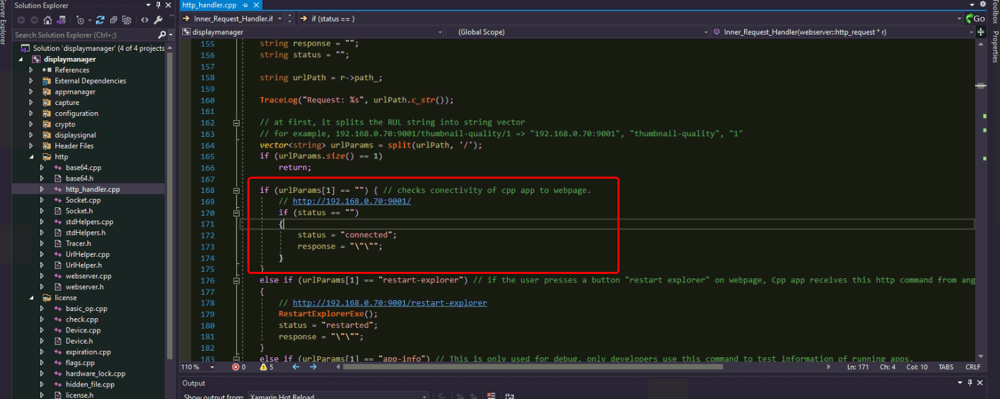 Solution Explorer
http_handler.cpp
Server Explorer
Inner_Request_Handler.if
if (status == )
Go
Toolbox
Properties
Search Solution Explorer (Ctrl+;)
displaymanager
(Global Scope)
Inner_Request_Handler(webserver::http_request * r)
Solution 'displaymanager' (4 of 4 projects
displaymanager
References
External Dependencies
appmanager
capture
configuration
crypto
displaysignal
Header Files
http
base64.cpp
base64.h
http_handler.cpp
Socket.cpp
Socket.h
stdHelpers.cpp
stdHelpers.h
Tracer.h
UrlHelper.cpp
UrlHelper.h
webserver.cpp
webserver.h
license
basic_op.cpp
check.cpp
Device.cpp
Device.h
expiration.cpp
flags.cpp
hardware_lock.cpp
hidden_file.cpp
license.h
155 string response = "";
156 string status = "";
157
158 string urlPath = r->path_;
159
160 TraceLog("Request: %s", urlPath.c_str());
161
162 // at first, it splits the RUL string into string vector
163 // for example, 192.168.0.70:9001/thumbnail-quality/1 => "192.168.0.70:9001", "thumbnail-quality", "1"
164 vector<string> urlParams = split(urlPath, '/');
165 if (urlParams.size() == 1)
166 return;
167
168 if (urlParams[1] == "") { // checks conectivity of cpp app to webpage.
169 // http://192.168.0.70:9001/
170 if (status == "")
171 {
172 status = "connected";
173 response = "\"\"";
174 }
175 }
176 else if (urlParams[1] == "restart-explorer") // if the user presses a button "restart explorer" on webpage, Cpp app receives this http command from ang
177 {
178 // http://192.168.0.70:9001/restart-explorer
179 RestartExplorerExe();
180 status = "restarted";
181 response = "\"\"";
182 }
183 else if (urlParams[1] == "app-info") // This is only used for debug. only developers use this command to test information of running apps.
110 %
0
5
Ln: 171
Ch: 4
Col: 10
TABS
CRLF
Output
Show output from: Xamarin Hot Reload